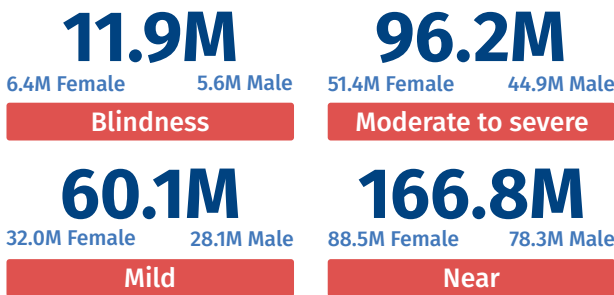 11.9M
6.4M Female 5.6M Male
Blindness
96.2M
51.4M Female 44.9M Male
Moderate to severe
60.1M
32.0M Female 28.1M Male
Mild
166.8M
88.5M Female 78.3M Male
Near